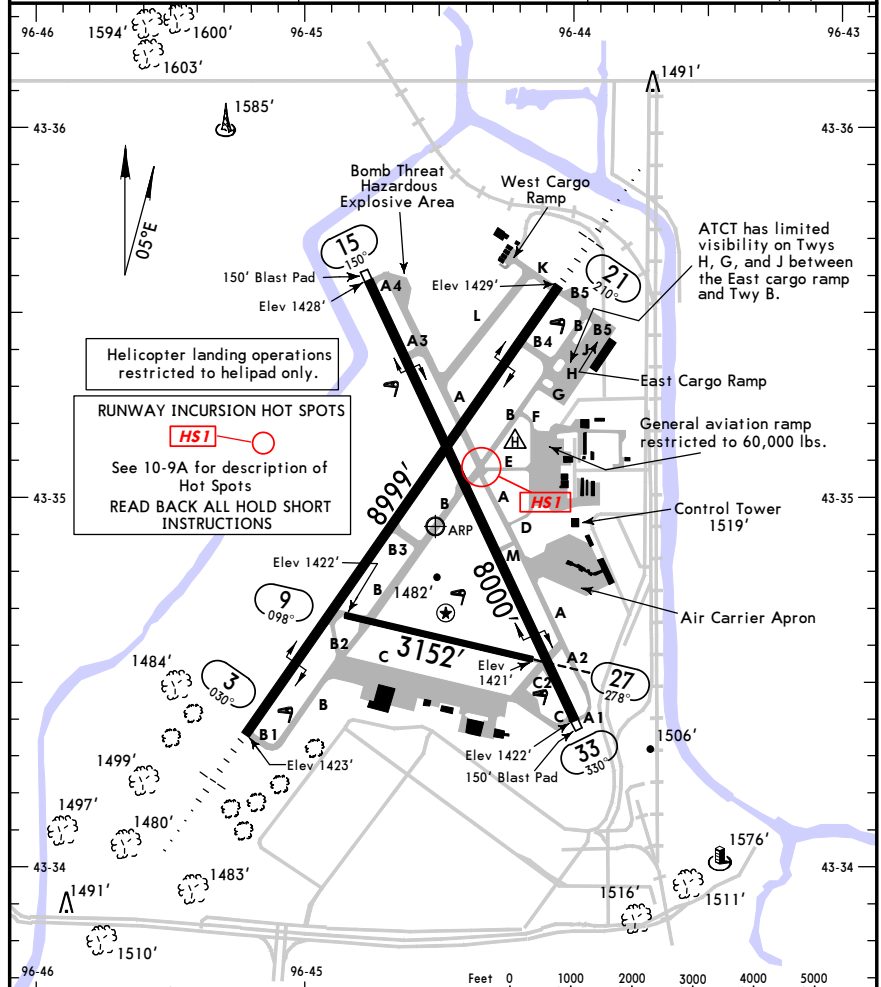 96-46
96-45
96-44
96-43
1594'
1600'
1603'
1491'
1585'
43-36
43-36
05°E
Bomb Threat
Hazardous
Explosive Area
West Cargo
Ramp
ATCT has limited
visibility on Twys
H, G, and J between
the East cargo ramp
and Twy B.
15
150°
150' Blast Pad
Elev 1428'
A4
K
Elev 1429'
21
210°
B5
L
B
B5
A3
B4
J
H
Helicopter landing operations
restricted to helipad only.
East Cargo Ramp
A
G
RUNWAY INCURSION HOT SPOTS
HS1
See 10-9A for description of
Hot Spots
READ BACK ALL HOLD SHORT
INSTRUCTIONS
B
F
H
General aviation ramp
restricted to 60,000 lbs.
E
43-35
43-35
8999'
B
A
HS1
ARP
D
Control Tower
1519'
B3
M
Elev 1422'
8000'
1482'
B
9
098°
A
Air Carrier Apron
B2
3152'
C
Elev
1421'
A2
27
278°
1484'
3
030°
C2
B
C
A1
B1
Elev 1422'
150' Blast Pad
33
330°
1506'
Elev 1423'
1499'
1497'
1480'
1576'
43-34
43-34
1483'
1491'
1516'
1511'
1510'
96-46
96-45
Feet 0 1000 2000 3000 4000 5000